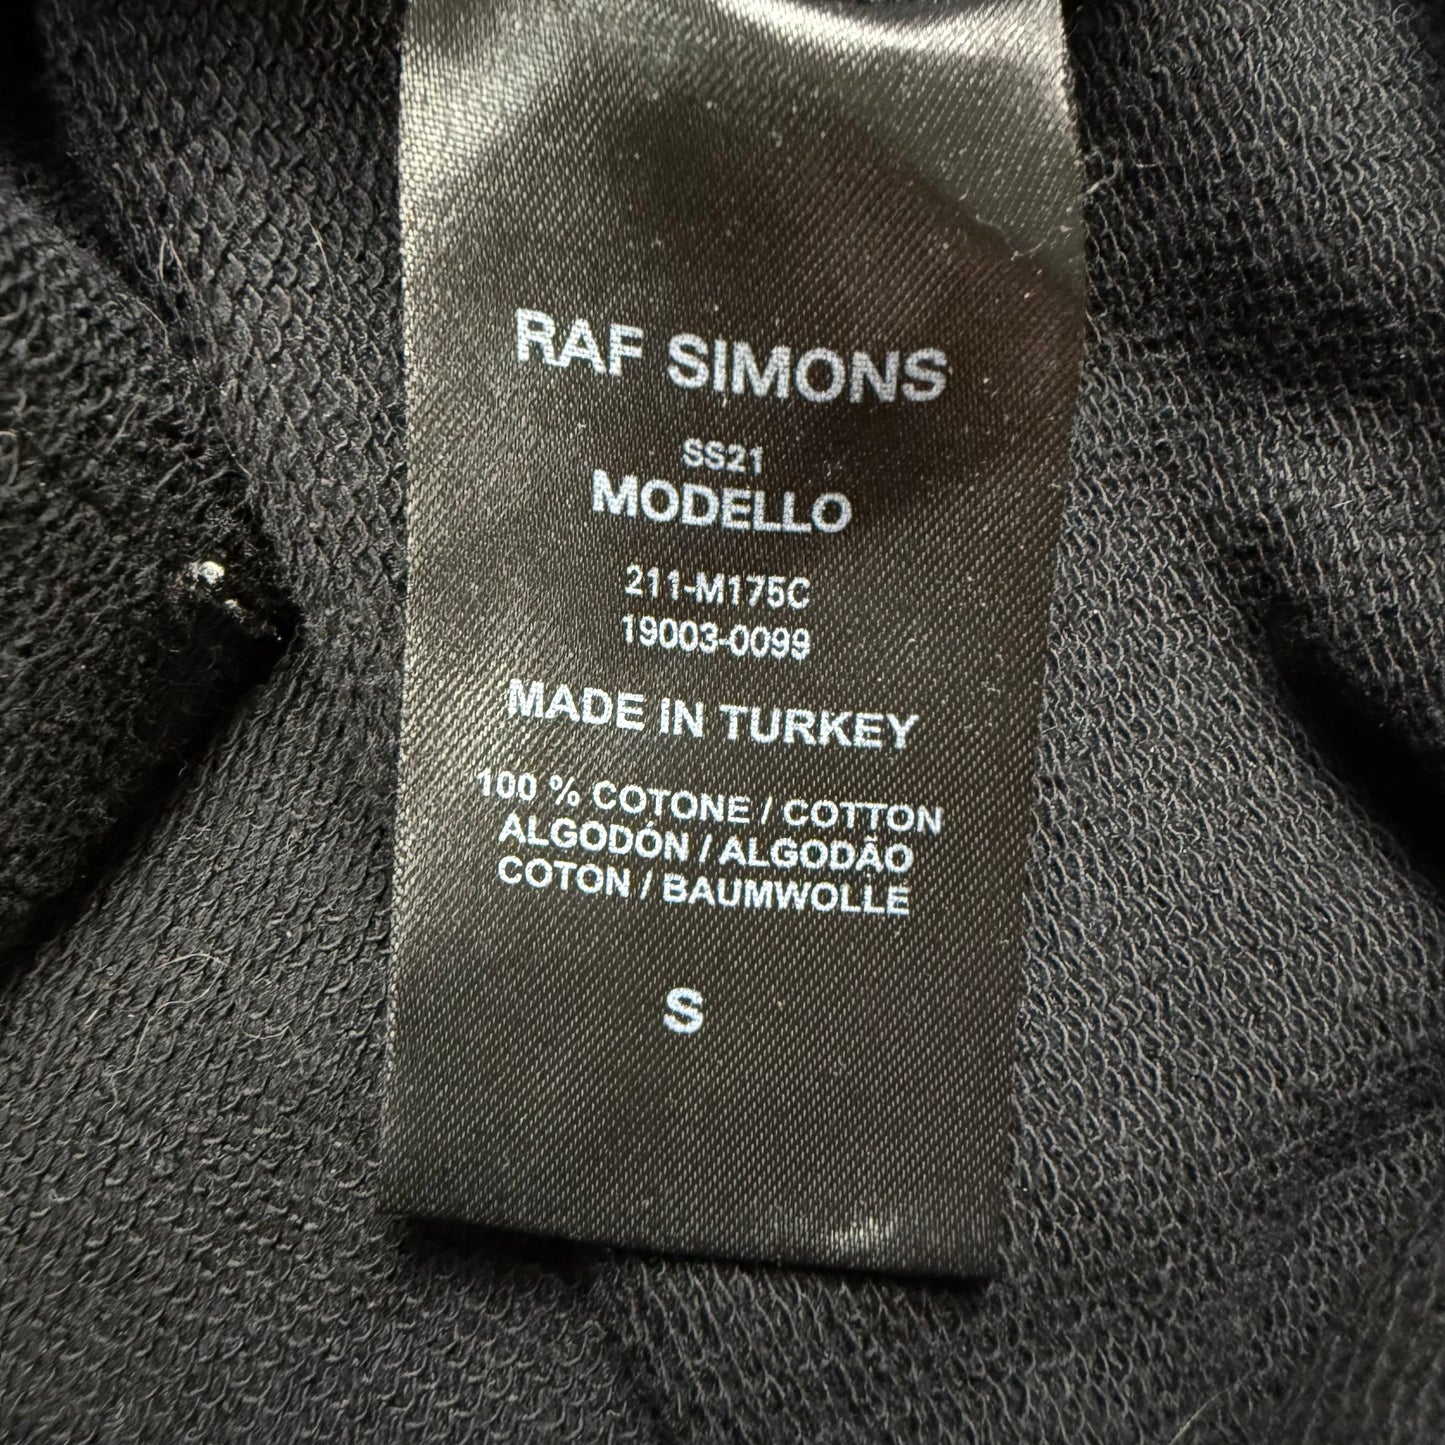 RAF SIMONS
SS21
MODELLO
211-M175C
19003-0099
MADE IN TURKEY
100 % COTONE / COTTON
ALGODÓN / ALGODÃO
COTON / BAUMWOLLE
S